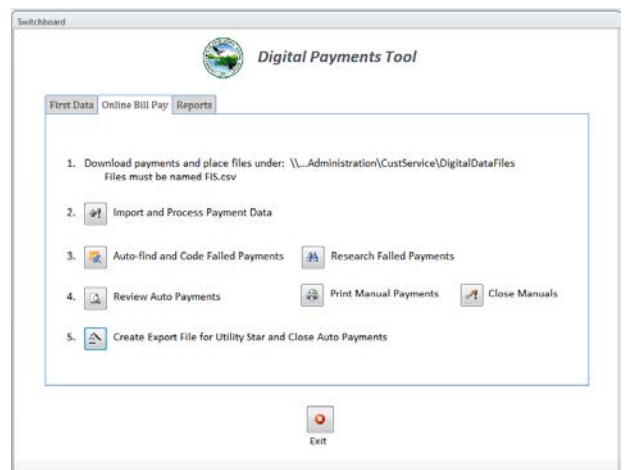 Switchboard
Digital Payments Tool
First Data Online Bill Pay Reports
1. Download payments and place files under: \\...Administration\CustService\DigitalDataFiles
Files must be named FIS.csv
2. Import and Process Payment Data
3. Auto-find and Code Failed Payments Research Failed Payments
4. Review Auto Payments Print Manual Payments Close Manuals
5. Create Export File for Utility Star and Close Auto Payments
Exit